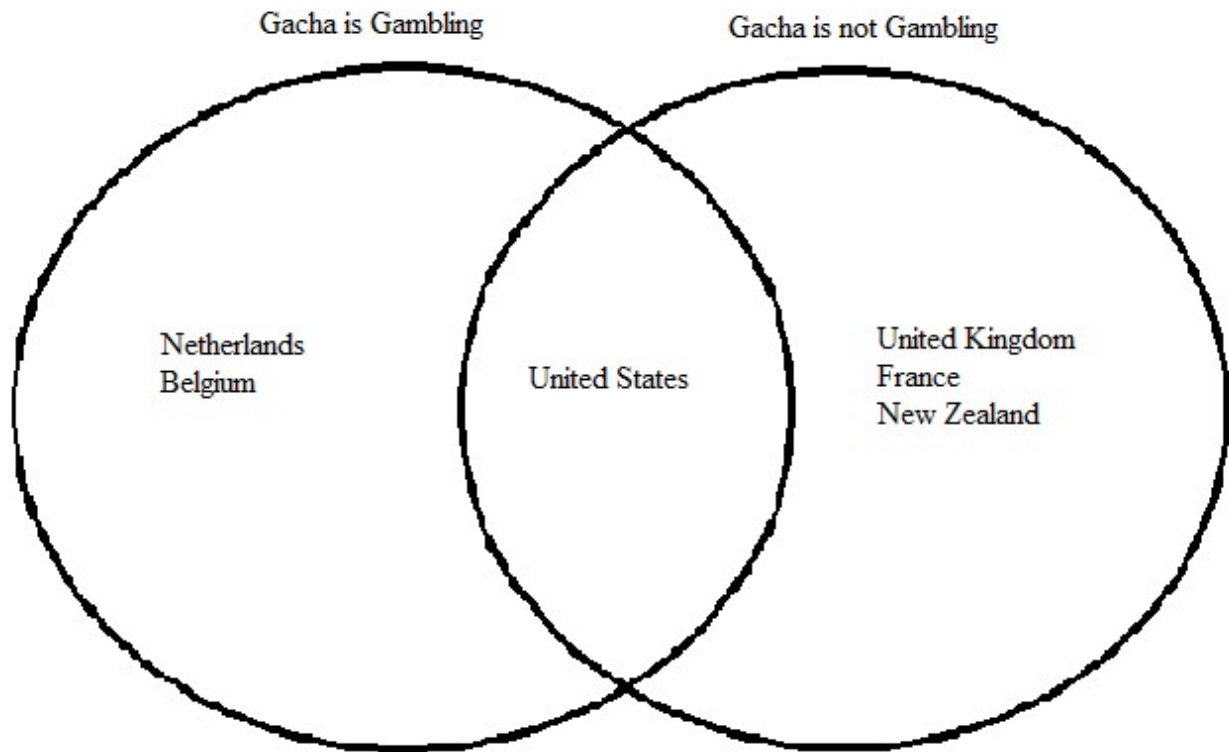 Gacha is Gambling
Gacha is not Gambling
Netherlands
Belgium
United States
United Kingdom
France
New Zealand